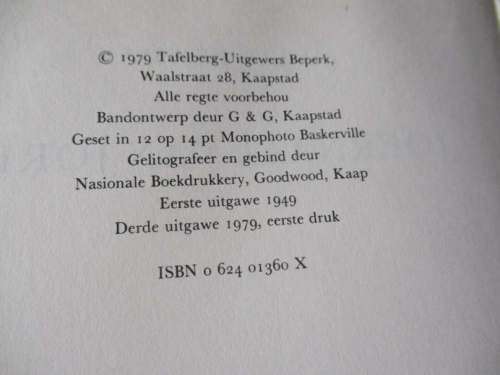 © 1979 Tafelberg-Uitgewers Beperk,
Waalstraat 28, Kaapstad
Alle regte voorbehou
Bandontwerp deur G & G, Kaapstad
Geset in 12 op 14 pt Monophoto Baskerville
Gelitografeer en gebind deur
Nasionale Boekdrukkery, Goodwood, Kaap
Eerste uitgawe 1949
Derde uitgawe 1979, eerste druk
ISBN 0 624 01360 X